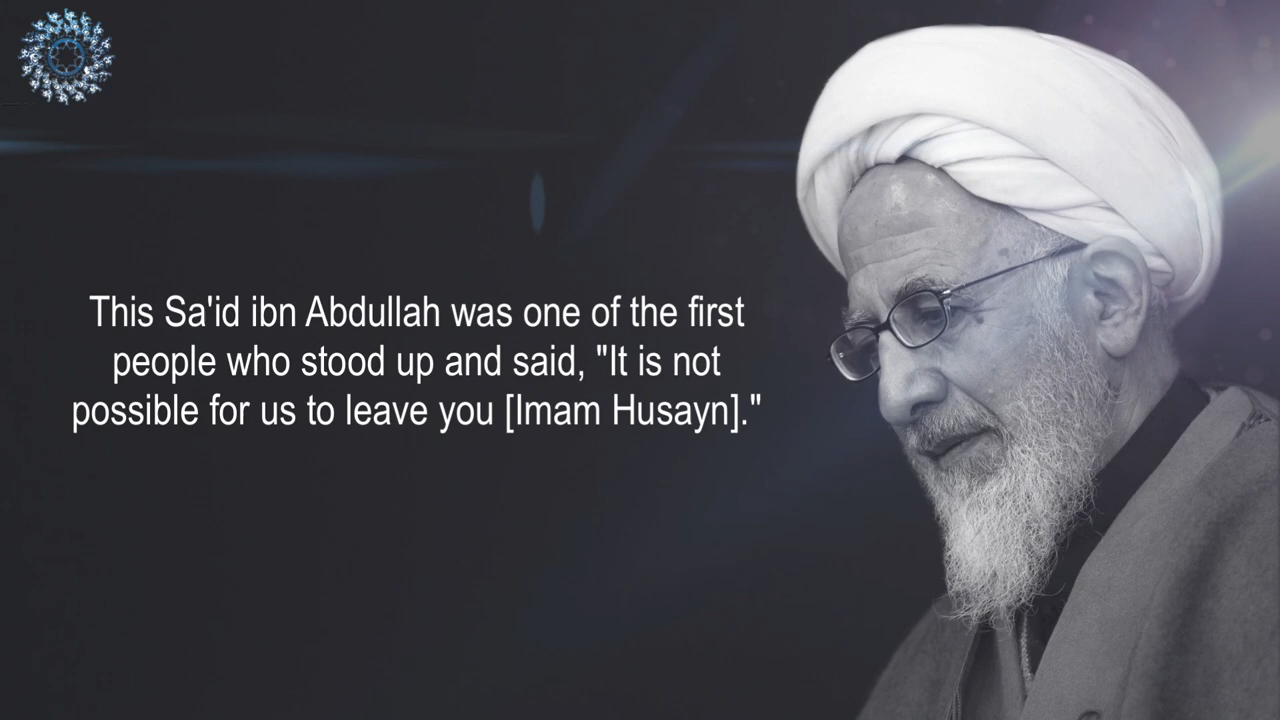 This Sa'id ibn Abdullah was one of the first
people who stood up and said, "It is not
possible for us to leave you [Imam Husayn]."